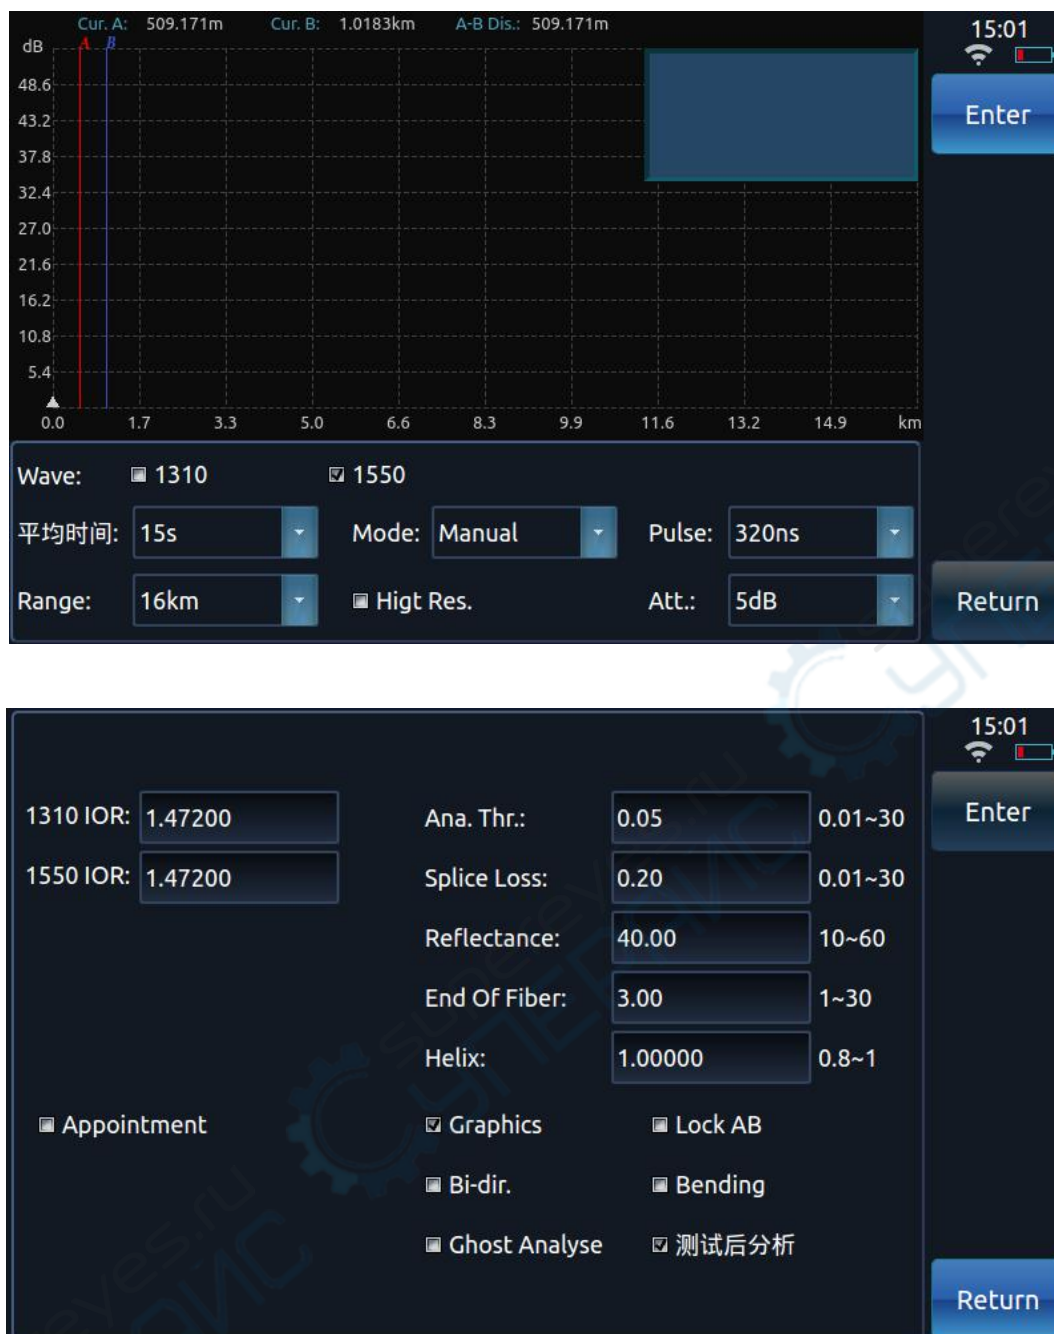 Cur. A: 509.171m Cur. B: 1.0183km A-B Dis.: 509.171m
15:01
dB A B
48.6
43.2
Enter
37.8
32.4
27.0
21.6
16.2
10.8
5.4
0.0 1.7 3.3 5.0 6.6 8.3 9.9 11.6 13.2 14.9 km
Wave: 1310 1550
平均时间: 15s Mode: Manual Pulse: 320ns
Range: 16km Higt Res. Att.: 5dB
Return
15:01
1310 IOR: 1.47200 Ana. Thr.: 0.05 0.01~30
Enter
1550 IOR: 1.47200 Splice Loss: 0.20 0.01~30
Reflectance: 40.00 10~60
End Of Fiber: 3.00 1~30
Helix: 1.00000 0.8~1
Appointment Graphics Lock AB
Bi-dir. Bending
Ghost Analyse 测试后分析
Return
supereyes.ru
СУПЕРАЙС